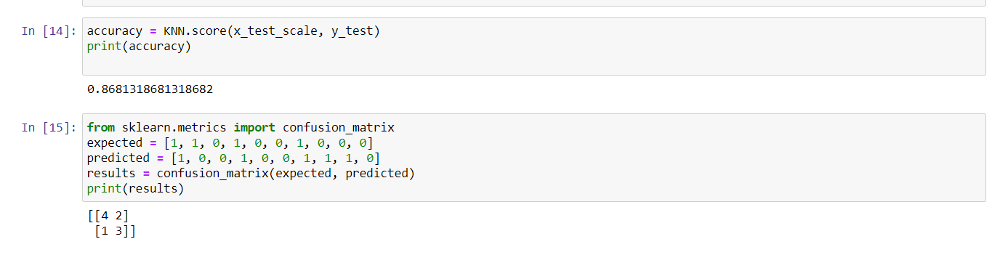 In [14]: accuracy = KNN.score(x_test_scale, y_test)
print(accuracy)
0.8681318681318682
In [15]: from sklearn.metrics import confusion_matrix
expected = [1, 1, 0, 1, 0, 0, 1, 0, 0, 0]
predicted = [1, 0, 0, 1, 0, 0, 1, 1, 1, 0]
results = confusion_matrix(expected, predicted)
print(results)
[[4 2]
 [1 3]]